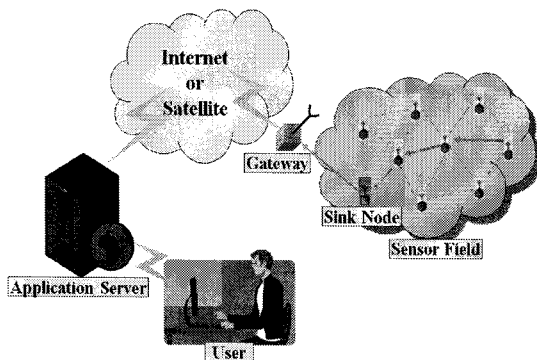 Internet
or
Satellite
Gateway
Sink Node
Sensor Field
Application Server
User